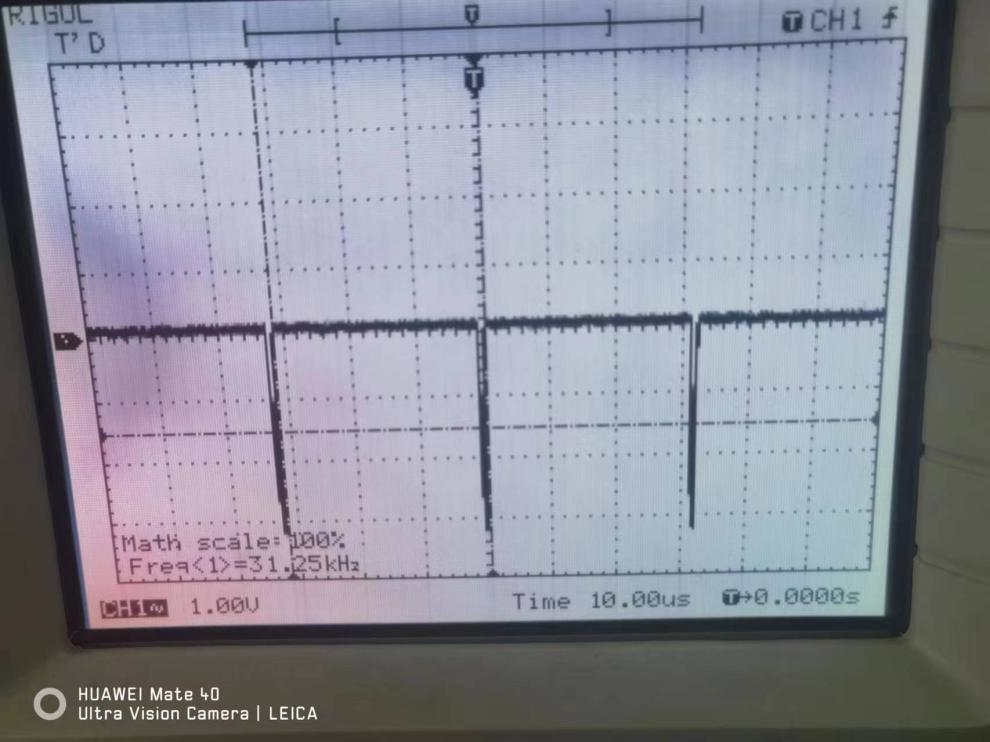 RIGOL
T'D
T
T CH1
T
Math scale: 100%
Freq<1>=31.25kHz
CH1 1.00V
Time 10.00us T→0.0000s
HUAWEI Mate 40
Ultra Vision Camera | LEICA